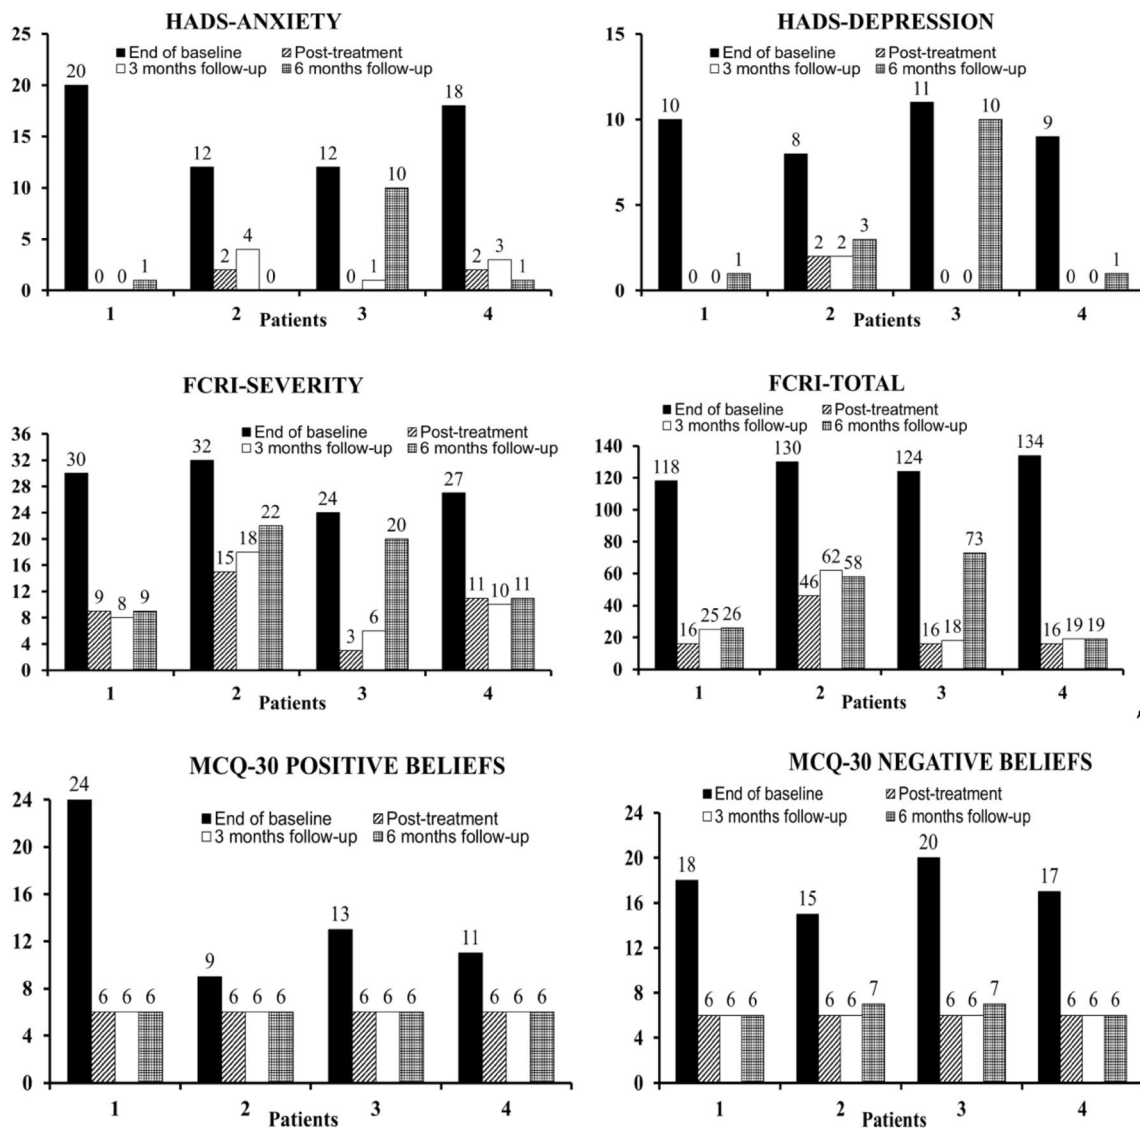 HADS-ANXIETY
End of baseline Post-treatment
3 months follow-up 6 months follow-up
25
20
15
10
5
0
20 0 0 1
12 2 4 0
12 0 1 10
18 2 3 1
1 2 3 4
Patients
HADS-DEPRESSION
End of baseline Post-treatment
3 months follow-up 6 months follow-up
15
10
5
0
10 0 0 1
8 2 2 3
11 0 0 10
9 0 0 1
1 2 3 4
Patients
FCRI-SEVERITY
End of baseline Post-treatment
3 months follow-up 6 months follow-up
36
32
28
24
20
16
12
8
4
0
30 9 8 9
32 15 18 22
24 3 6 20
27 11 10 11
1 2 3 4
Patients
FCRI-TOTAL
End of baseline Post-treatment
3 months follow-up 6 months follow-up
140
120
100
80
60
40
20
0
118 16 25 26
130 46 62 58
124 16 18 73
134 16 19 19
1 2 3 4
Patients
,
MCQ-30 POSITIVE BELIEFS
End of baseline Post-treatment
3 months follow-up 6 months follow-up
24
20
16
12
8
4
0
24 6 6 6
9 6 6 6
13 6 6 6
11 6 6 6
1 2 3 4
Patients
MCQ-30 NEGATIVE BELIEFS
End of baseline Post-treatment
3 months follow-up 6 months follow-up
24
20
16
12
8
4
0
18 6 6 6
15 6 6 7
20 6 6 7
17 6 6 6
1 2 3 4
Patients